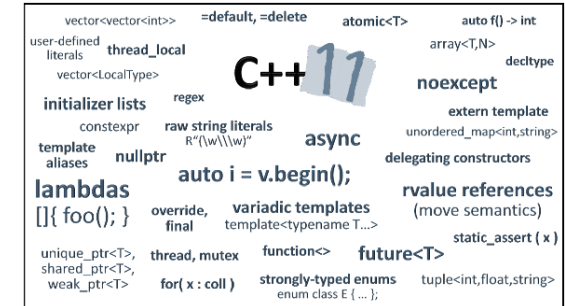 vector<vector<int>>
=default, =delete
atomic<T>
auto f() -> int
user-defined
literals
thread_local
array<T,N>
decltype
vector<LocalType>
C++11
noexcept
initializer lists
regex
extern template
constexpr
raw string literals
R"(\w\\\w)"
async
unordered_map<int,string>
template
aliases
nullptr
delegating constructors
auto i = v.begin();
lambdas
[]{ foo(); }
rvalue references
(move semantics)
override,
final
variadic templates
template<typename T...>
static_assert ( x )
unique_ptr<T>,
shared_ptr<T>,
weak_ptr<T>
thread, mutex
function<>
future<T>
for( x : coll )
strongly-typed enums
enum class E { ... };
tuple<int,float,string>